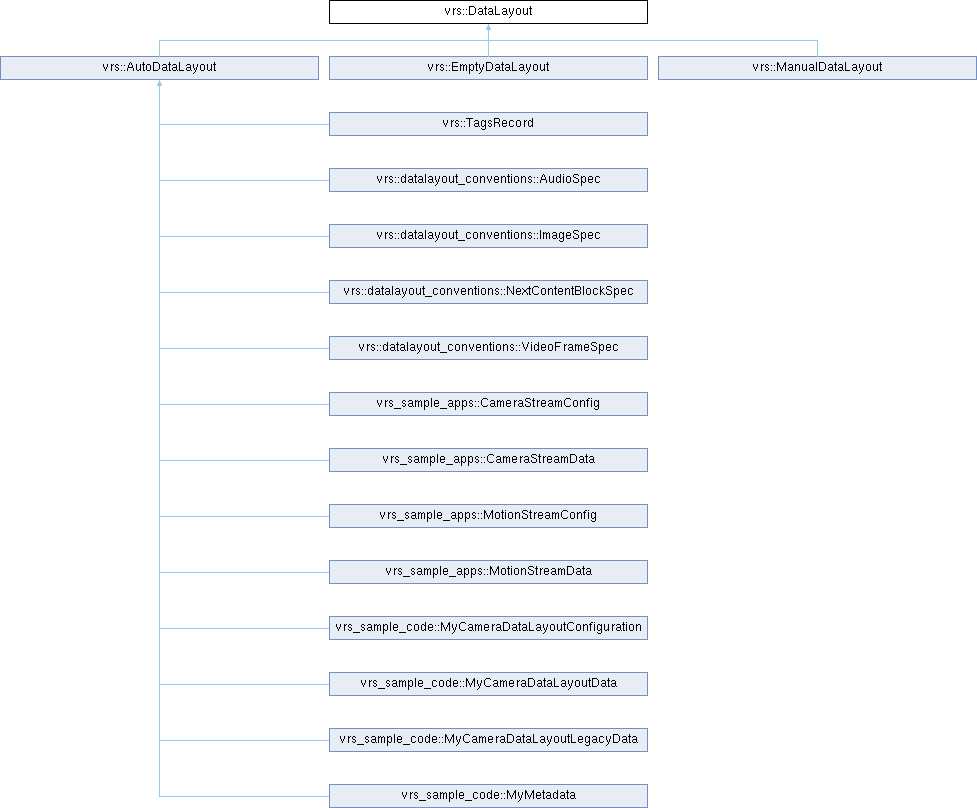 vrs::DataLayout
vrs::AutoDataLayout
vrs::EmptyDataLayout
vrs::ManualDataLayout
vrs::TagsRecord
vrs::datalayout_conventions::AudioSpec
vrs::datalayout_conventions::ImageSpec
vrs::datalayout_conventions::NextContentBlockSpec
vrs::datalayout_conventions::VideoFrameSpec
vrs_sample_apps::CameraStreamConfig
vrs_sample_apps::CameraStreamData
vrs_sample_apps::MotionStreamConfig
vrs_sample_apps::MotionStreamData
vrs_sample_code::MyCameraDataLayoutConfiguration
vrs_sample_code::MyCameraDataLayoutData
vrs_sample_code::MyCameraDataLayoutLegacyData
vrs_sample_code::MyMetadata